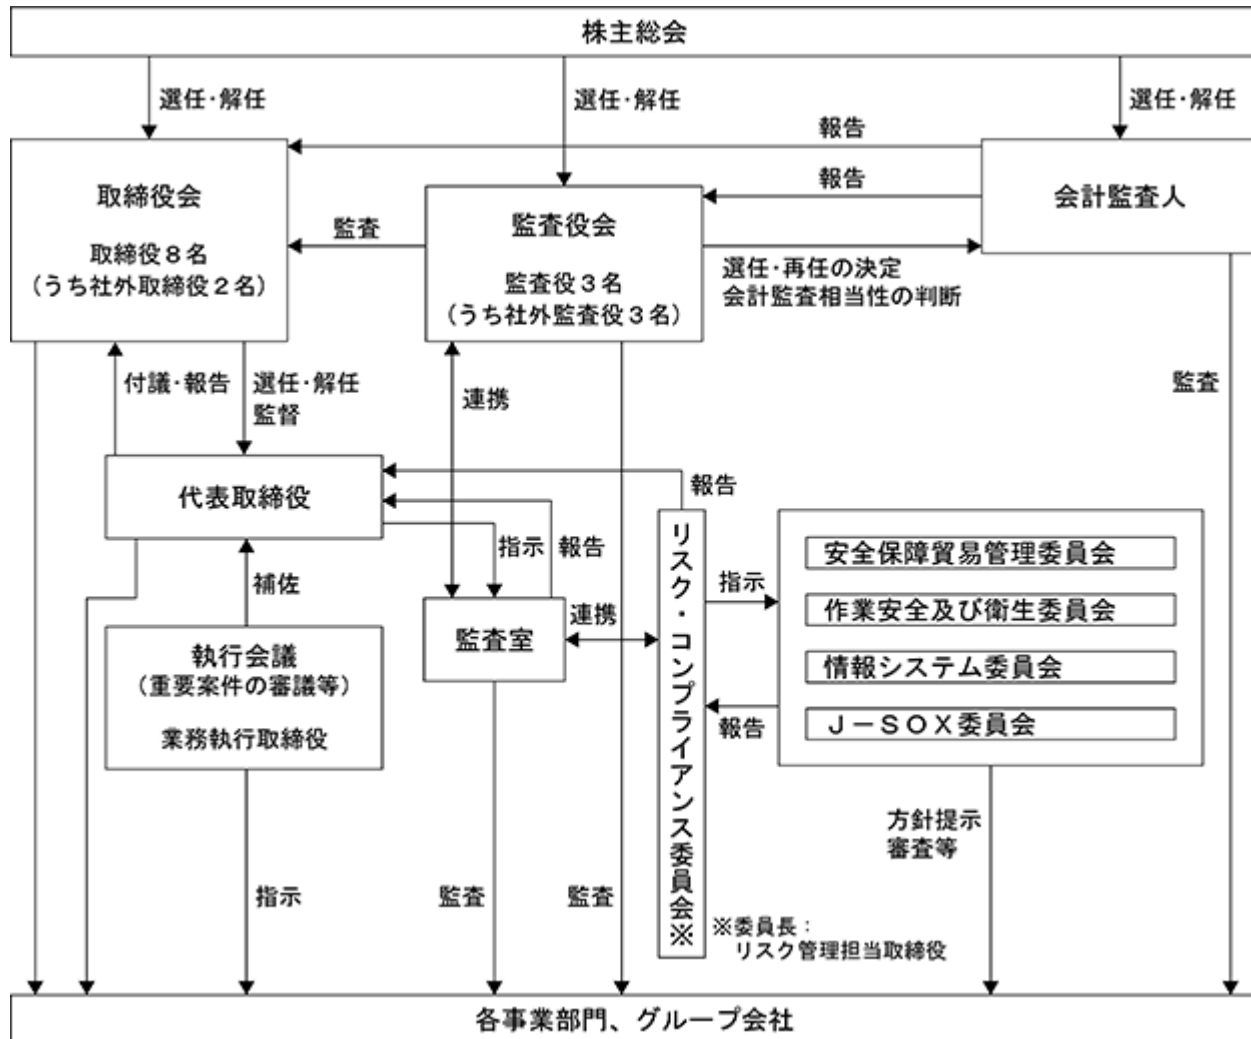 株主総会
選任・解任
選任・解任
選任・解任
報告
取締役会
取締役８名
（うち社外取締役２名）
監査
監査役会
監査役３名
（うち社外監査役３名）
報告
会計監査人
選任・再任の決定
会計監査相当性の判断
付議・報告
選任・解任
監督
連携
監査
代表取締役
報告
指示
報告
補佐
監査室
連携
リスク・コンプライアンス委員会※
指示
報告
安全保障貿易管理委員会
作業安全及び衛生委員会
情報システム委員会
Ｊ－ＳＯＸ委員会
執行会議
（重要案件の審議等）
業務執行取締役
方針提示
審査等
指示
監査
監査
※委員長：
リスク管理担当取締役
各事業部門、グループ会社